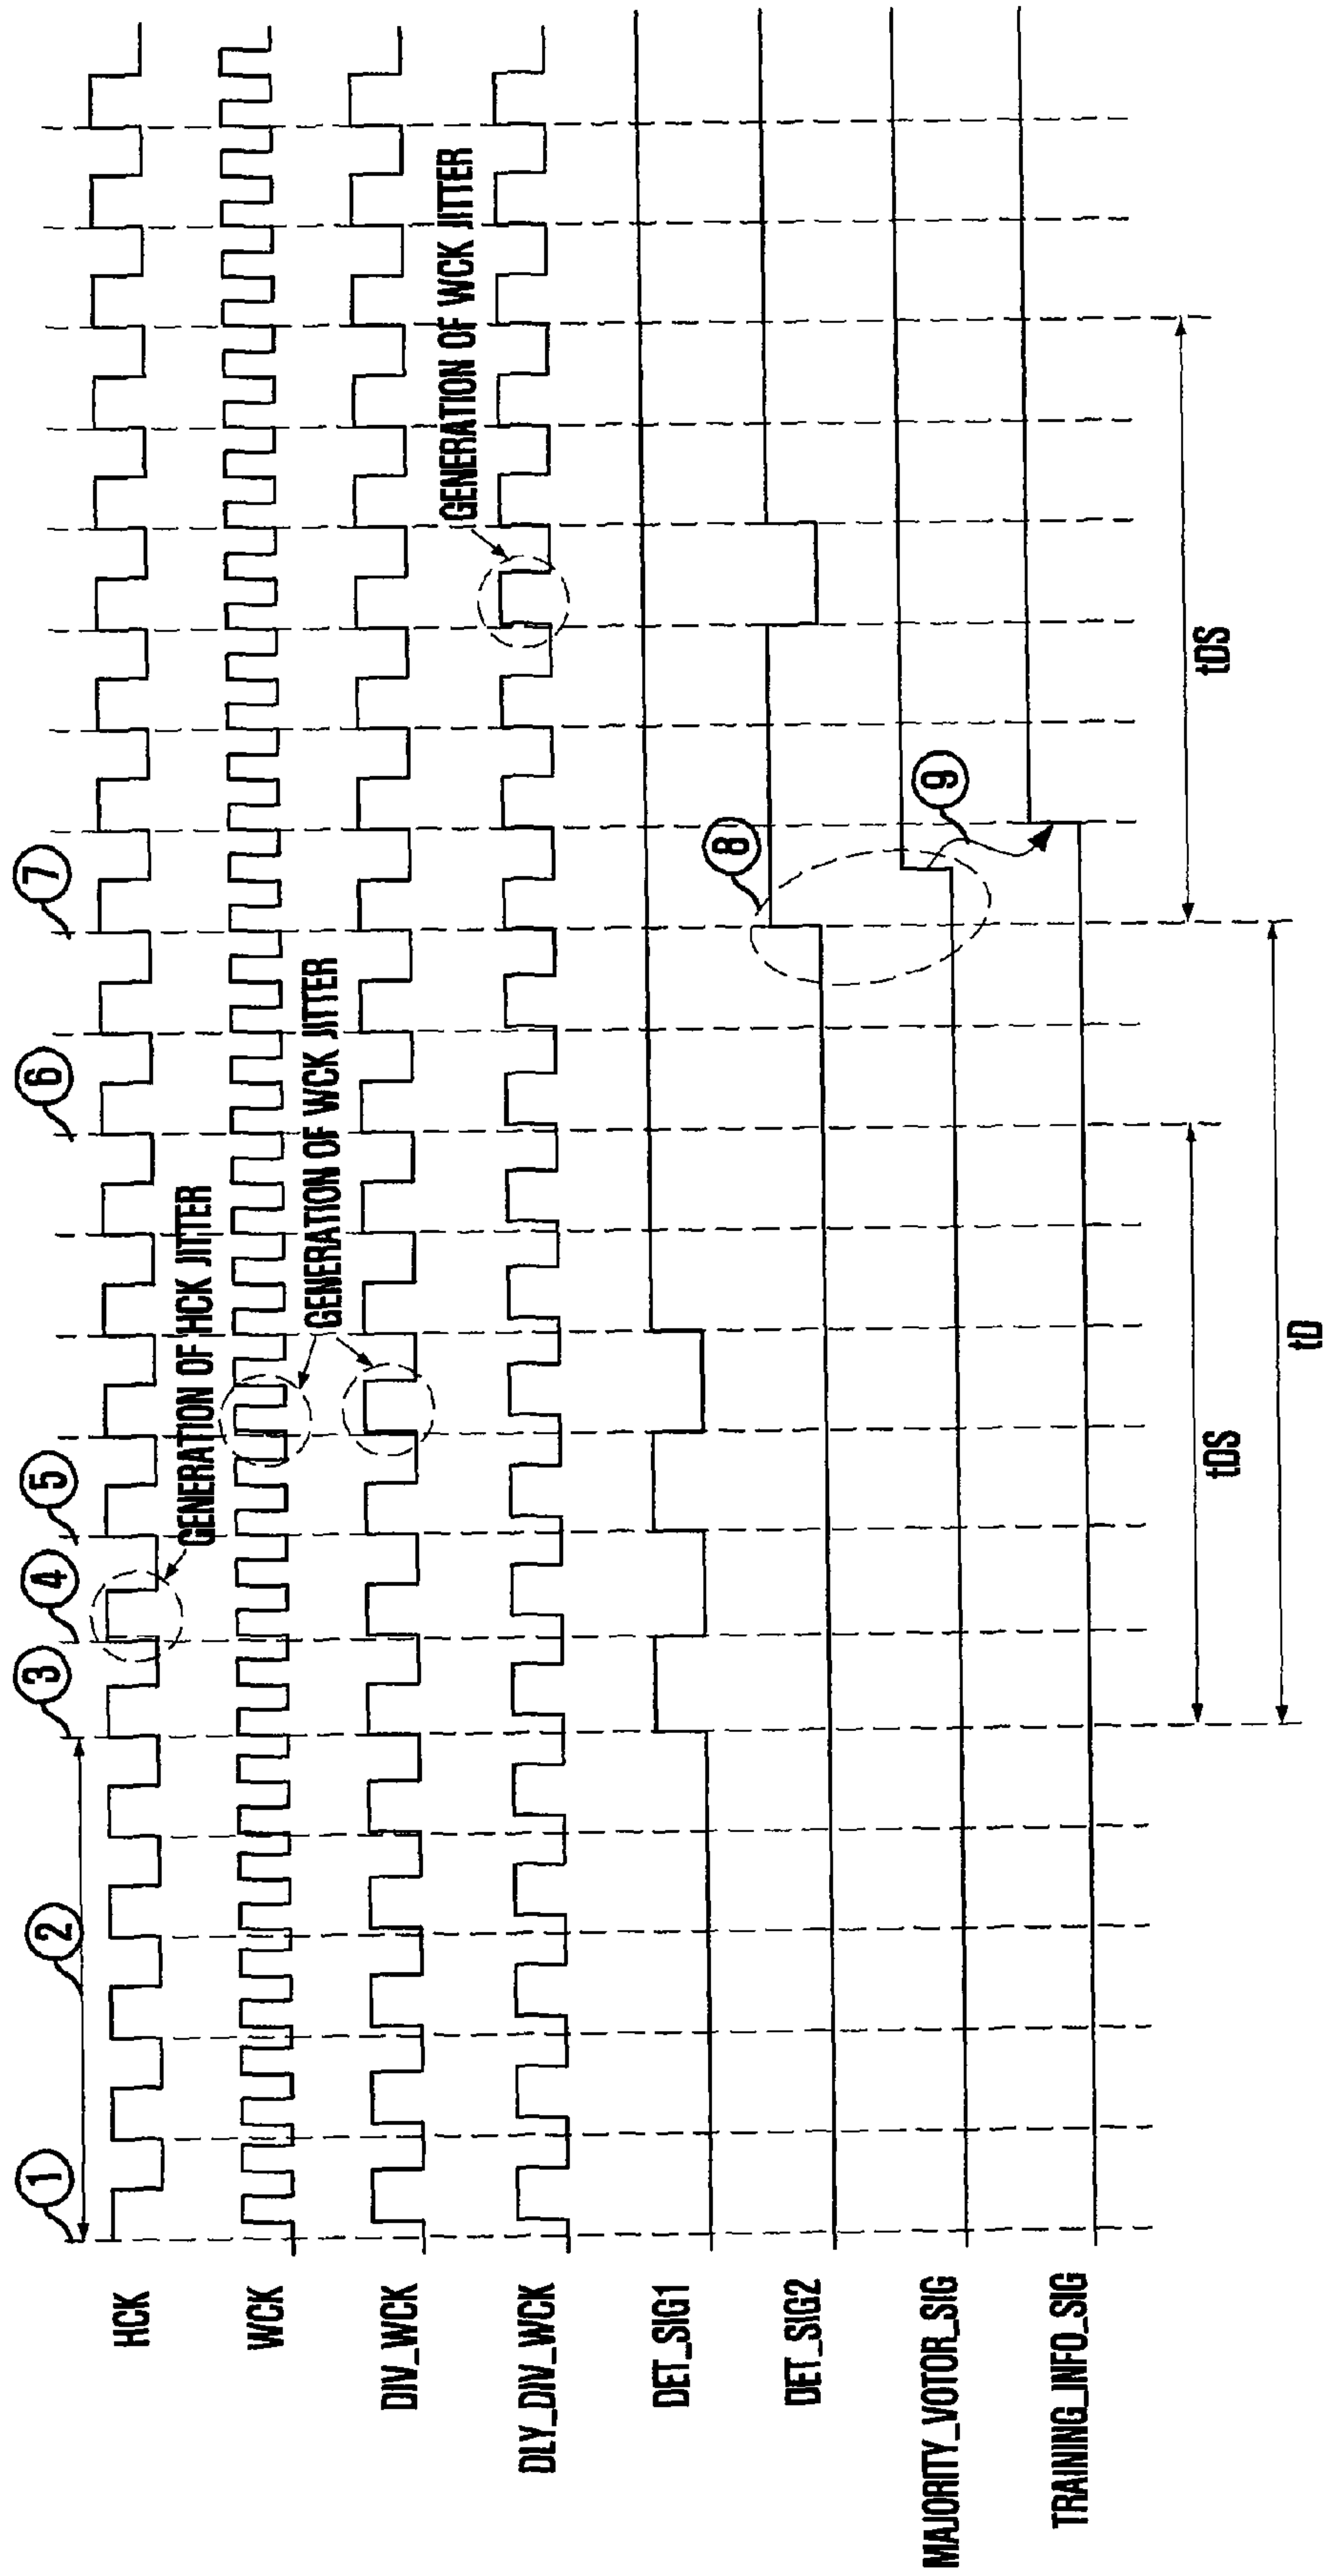 1
2
3
4
5
6
7
HCK
GENERATION OF HCK JITTER
WCK
GENERATION OF WCK JITTER
DIV_WCK
DLY_DIV_WCK
GENERATION OF WCK JITTER
DET_SIG1
DET_SIG2
8
MAJORITY_VOTOR_SIG
9
TRAINING_INFO_SIG
tDS
tDS
tD